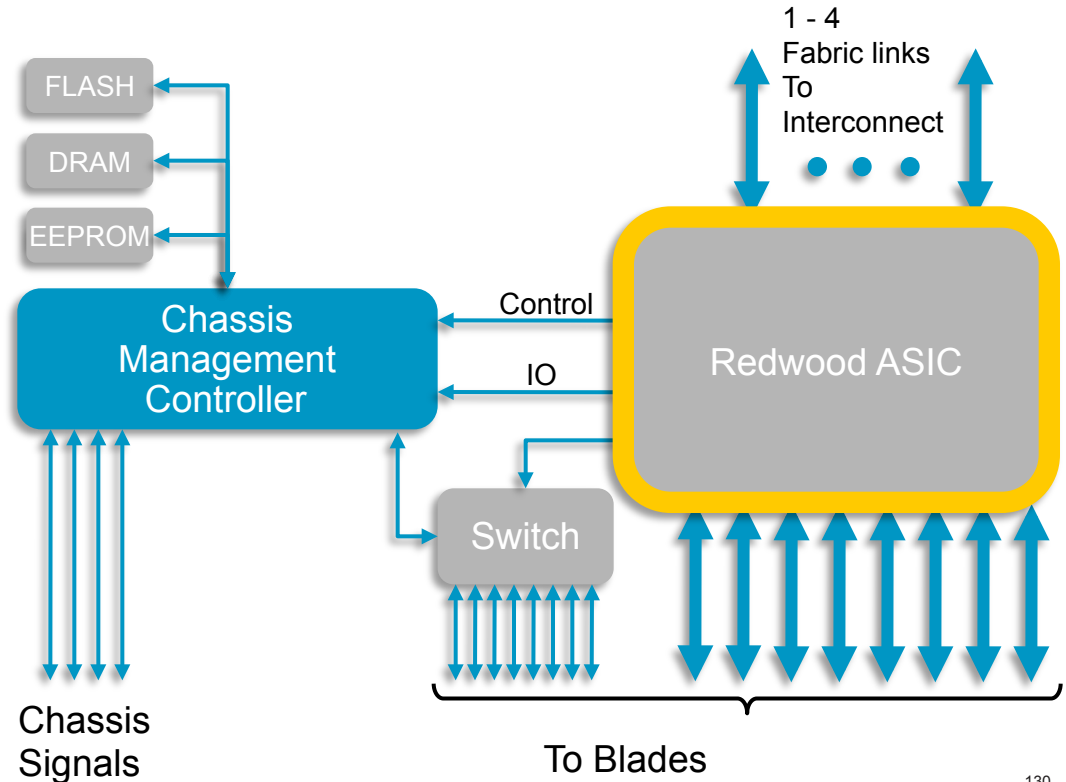 1 - 4
Fabric links
To
Interconnect
FLASH
DRAM
EEPROM
Chassis
Management
Controller
Control
IO
Redwood ASIC
Switch
Chassis
Signals
To Blades
130